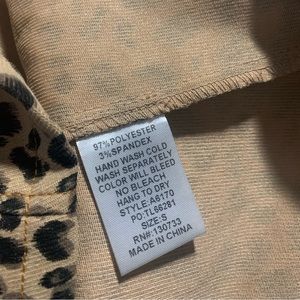 97% POLYESTER
3% SPANDEX
HAND WASH COLD
WASH SEPARATELY
COLOR WILL BLEED
NO BLEACH
HANG TO DRY
STYLE:A8170
PO:TL66281
SIZE:S
RN#-130733
MADE IN CHINA